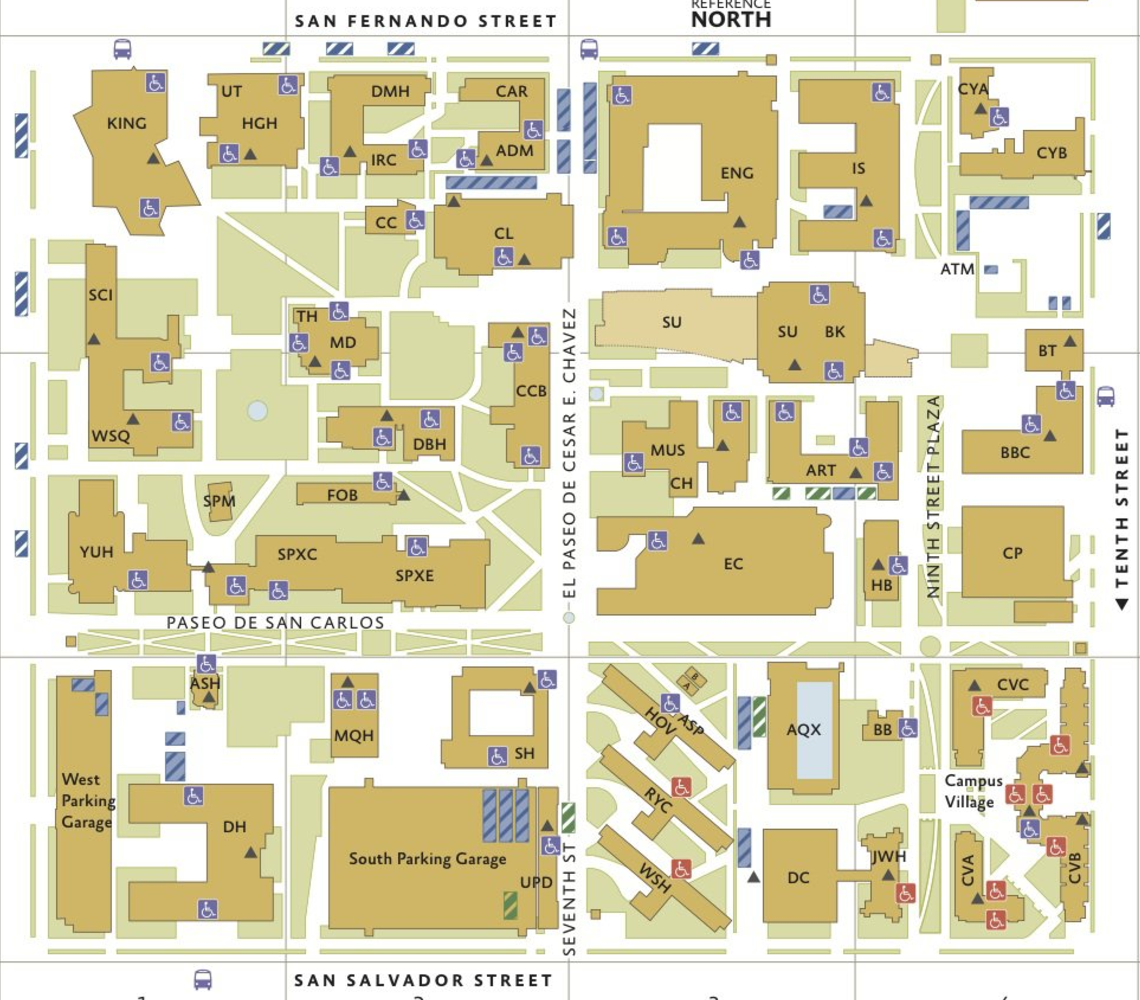 REFERENCE
SAN FERNANDO STREET
NORTH
KING
UT
HGH
DMH
IRC
CAR
ADM
ENG
IS
CYA
CYB
CC
CL
ATM
SCI
TH
MD
SU
SU BK
BT
CCB
WSQ
DBH
MUS
CH
ART
BBC
EL PASEO DE CESAR E. CHAVEZ
NINTH STREET PLAZA
◀ TENTH STREET
SPM
FOB
YUH
SPXC
SPXE
EC
HB
CP
PASEO DE SAN CARLOS
ASH
MQH
SH
B
A
HOV
ASP
AQX
BB
CVC
West
Parking
Garage
RYC
Campus
Village
DH
South Parking Garage
UPD
SEVENTH ST
WSH
DC
JWH
CVA
CVB
SAN SALVADOR STREET